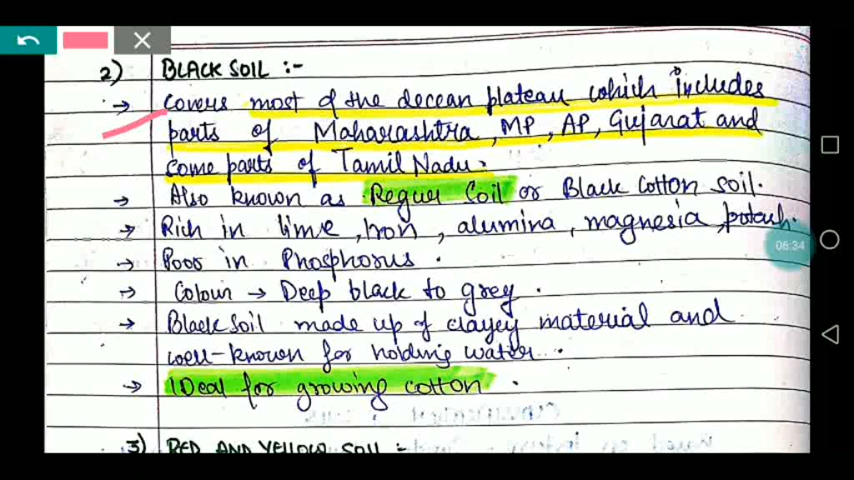 2) BLACK SOIL :-
→ covers most of the deccan plateau which includes
parts of Maharashtra, MP, AP, Gujarat and
some parts of Tamil Nadu.
→ Also known as Reguer Soil or Black Cotton soil.
→ Rich in lime, Iron, alumina, magnesia, potash.
→ Poor in Phosphorus.
06:34
→ Colour → Deep black to grey.
→ Black soil made up of clayey material and
well-known for holding water.
→ IDeal for growing cotton.
3) RED AND YELLOW SOIL :-